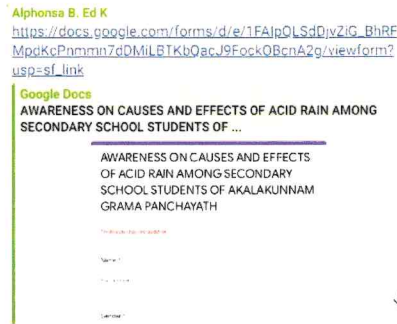 Alphonsa B. Ed K
https://docs.google.com/forms/d/e/1FAIpQLSdDjvZiG_BhRF
MpdKcPnmmn7dDMiLBTKbQacJ9FockOBcnA2g/viewform?
usp=sf_link
Google Docs
AWARENESS ON CAUSES AND EFFECTS OF ACID RAIN AMONG
SECONDARY SCHOOL STUDENTS OF ...
AWARENESS ON CAUSES AND EFFECTS
OF ACID RAIN AMONG SECONDARY
SCHOOL STUDENTS OF AKALAKUNNAM
GRAMA PANCHAYATH
Name *
Gender *